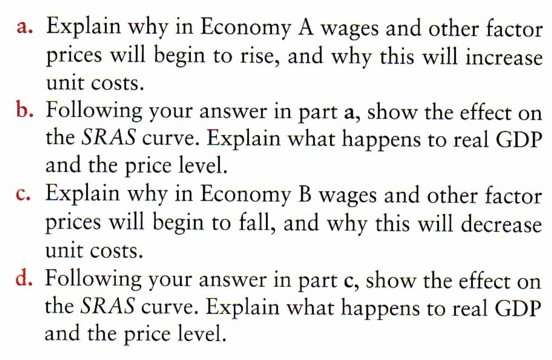 a. Explain why in Economy A wages and other factor
prices will begin to rise, and why this will increase
unit costs.
b. Following your answer in part a, show the effect on
the SRAS curve. Explain what happens to real GDP
and the price level.
c. Explain why in Economy B wages and other factor
prices will begin to fall, and why this will decrease
unit costs.
d. Following your answer in part c, show the effect on
the SRAS curve. Explain what happens to real GDP
and the price level.